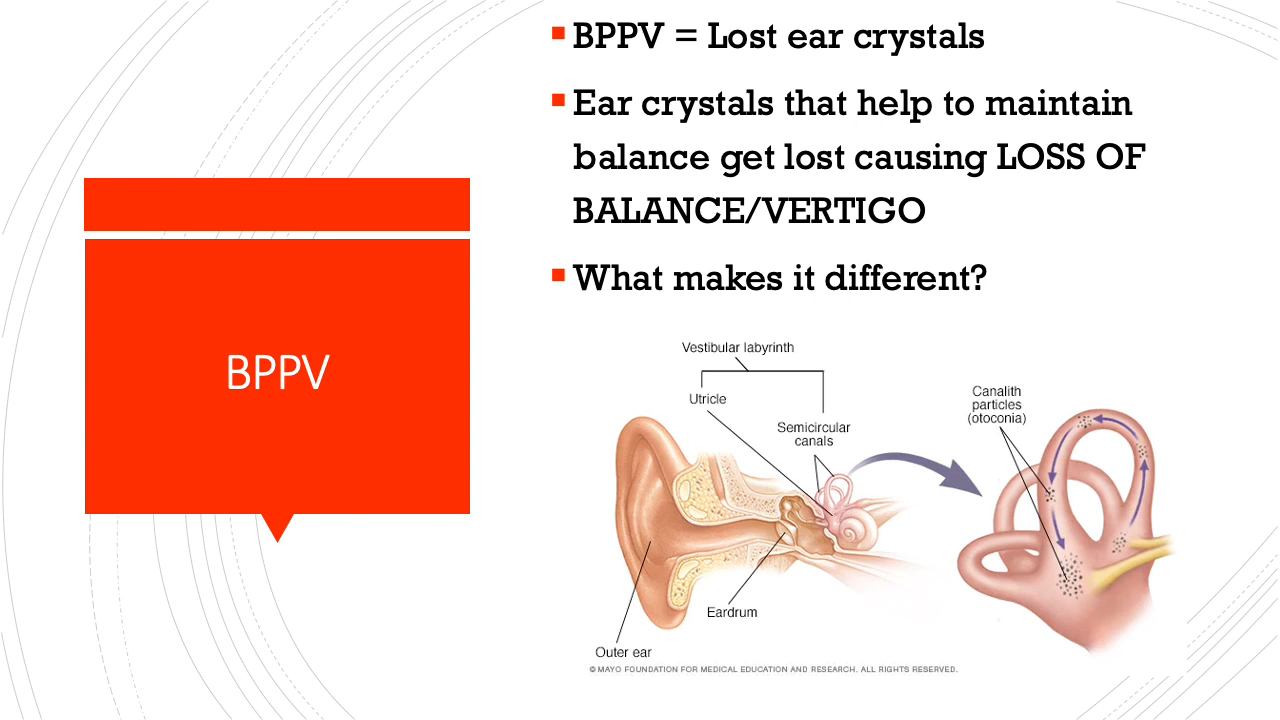 BPPV
BPPV = Lost ear crystals
Ear crystals that help to maintain
balance get lost causing LOSS OF
BALANCE/VERTIGO
What makes it different?
Vestibular labyrinth
Utricle
Semicircular
canals
Canalith
particles
(otoconia)
Eardrum
Outer ear
© MAYO FOUNDATION FOR MEDICAL EDUCATION AND RESEARCH. ALL RIGHTS RESERVED.